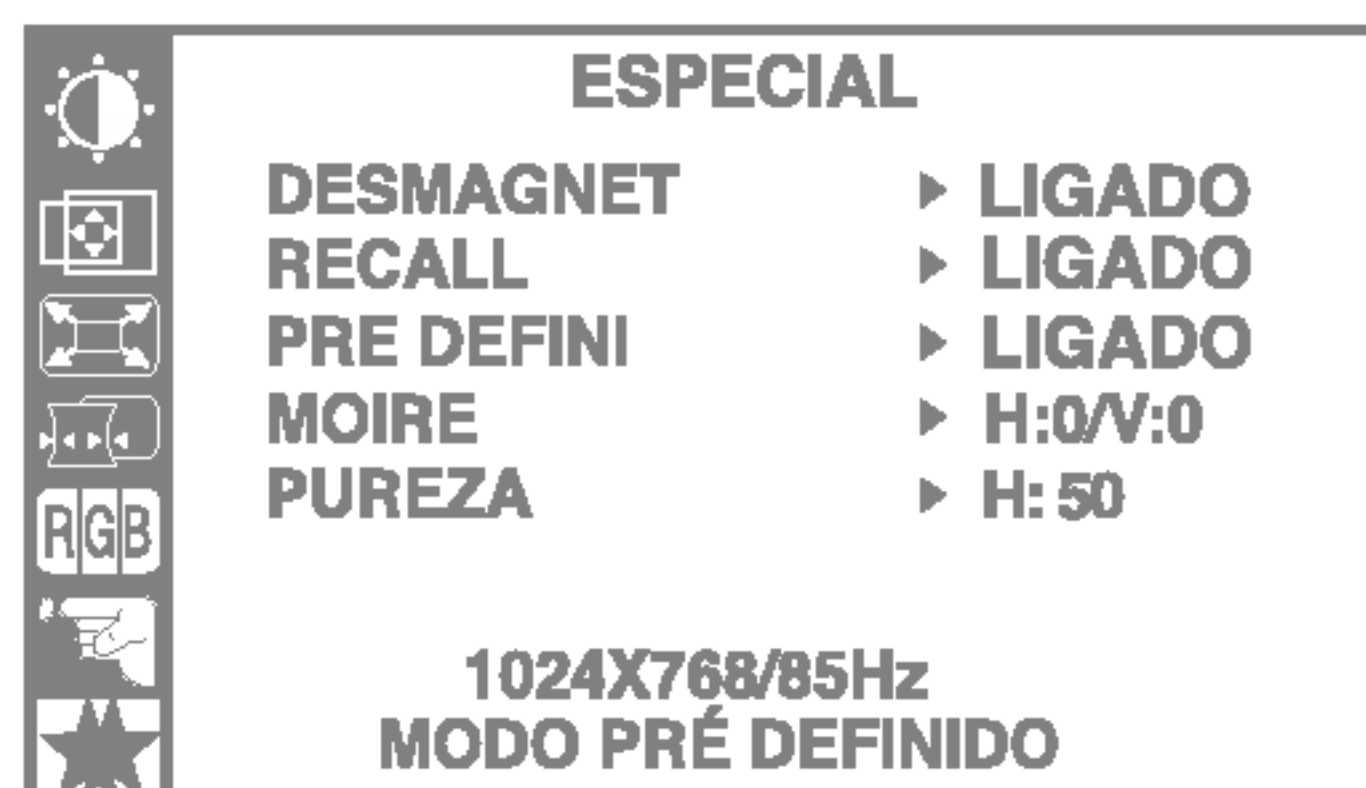 ESPECIAL
DESMAGNET ▶ LIGADO
RECALL ▶ LIGADO
PRE DEFINI ▶ LIGADO
MOIRE ▶ H:0/V:0
PUREZA ▶ H: 50
RGB
1024X768/85Hz
MODO PRÉ DEFINIDO